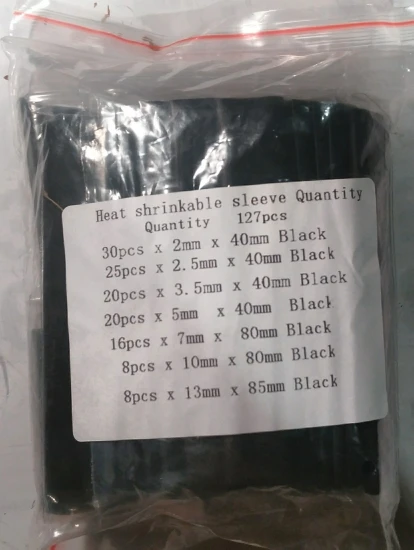 Heat shrinkable sleeve Quantity
Quantity 127pcs
30pcs x 2mm x 40mm Black
25pcs x 2.5mm x 40mm Black
20pcs x 3.5mm x 40mm Black
20pcs x 5mm x 40mm Black
16pcs x 7mm x 80mm Black
8pcs x 10mm x 80mm Black
8pcs x 13mm x 85mm Black